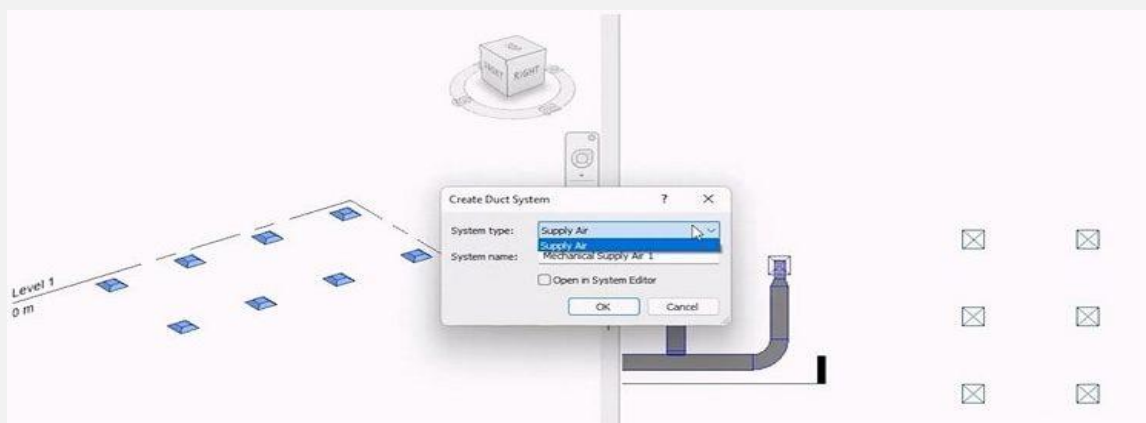 RIGHT
Create Duct System ?
System type: Supply Air
Supply Air
System name: Mechanical Supply Air 1
Open in System Editor
OK Cancel
Level 1
0 m